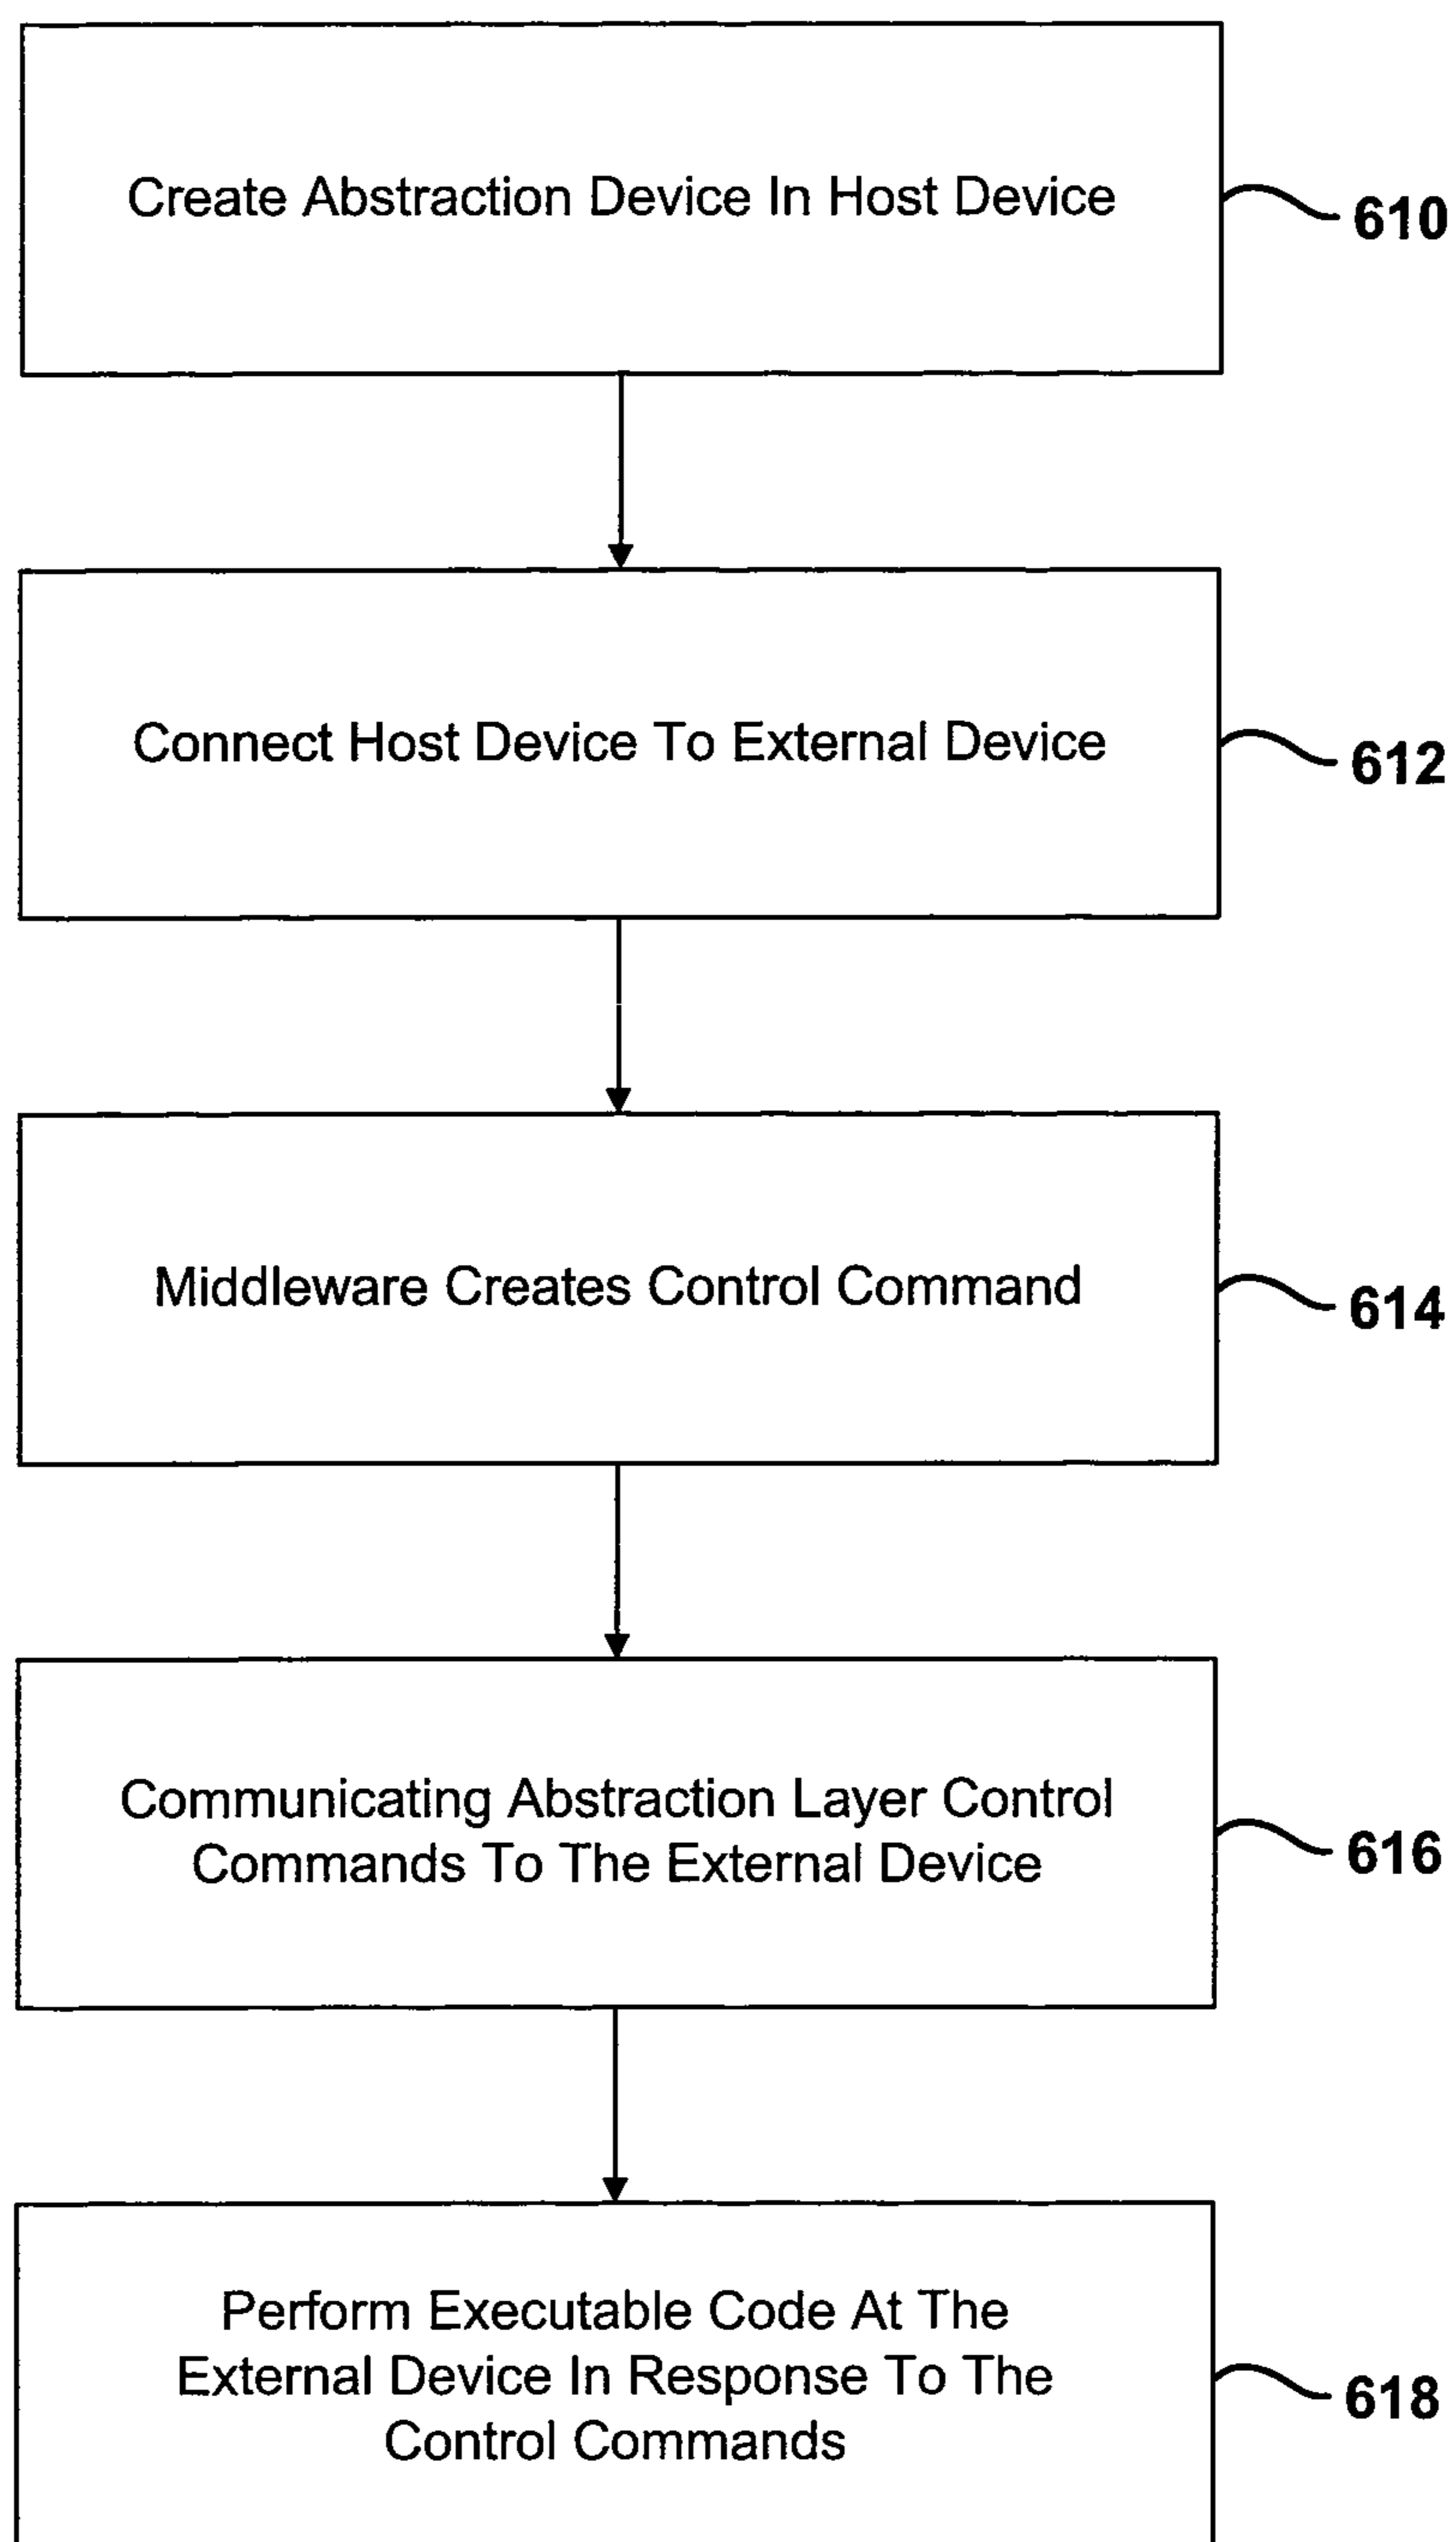 Create Abstraction Device In Host Device
610
Connect Host Device To External Device
612
Middleware Creates Control Command
614
Communicating Abstraction Layer Control
Commands To The External Device
616
Perform Executable Code At The
External Device In Response To The
Control Commands
618